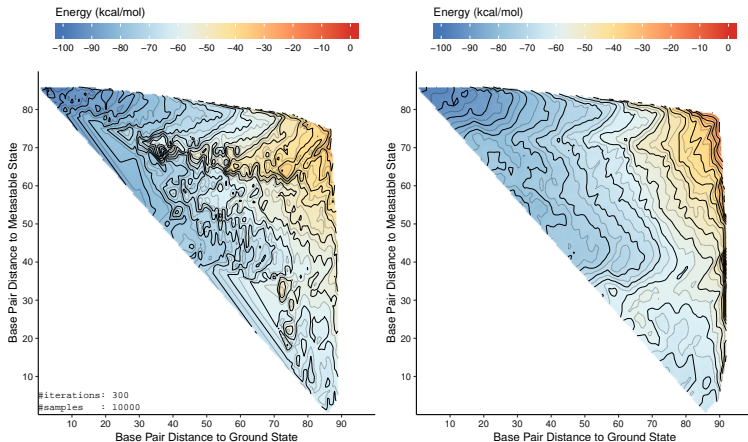 Energy (kcal/mol)
−100 −90 −80 −70 −60 −50 −40 −30 −20 −10 0
Base Pair Distance to Metastable State
80
70
60
50
40
30
20
10
#iterations: 300
#samples : 10000
10 20 30 40 50 60 70 80 90
Base Pair Distance to Ground State
Energy (kcal/mol)
−100 −90 −80 −70 −60 −50 −40 −30 −20 −10 0
Base Pair Distance to Metastable State
80
70
60
50
40
30
20
10
10 20 30 40 50 60 70 80 90
Base Pair Distance to Ground State